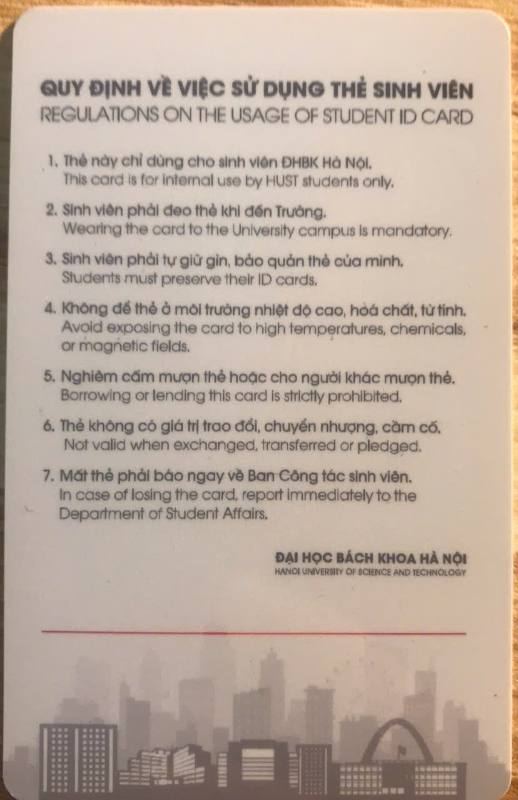 QUY ĐỊNH VỀ VIỆC SỬ DỤNG THẺ SINH VIÊN
REGULATIONS ON THE USAGE OF STUDENT ID CARD
1. Thẻ này chỉ dùng cho sinh viên ĐHBK Hà Nội.
This card is for internal use by HUST students only.
2. Sinh viên phải đeo thẻ khi đến Trường.
Wearing the card to the University campus is mandatory.
3. Sinh viên phải tự giữ gìn, bảo quản thẻ của mình.
Students must preserve their ID cards.
4. Không để thẻ ở môi trường nhiệt độ cao, hoá chất, từ tính.
Avoid exposing the card to high temperatures, chemicals,
or magnetic fields.
5. Nghiêm cấm mượn thẻ hoặc cho người khác mượn thẻ.
Borrowing or lending this card is strictly prohibited.
6. Thẻ không có giá trị trao đổi, chuyển nhượng, cầm cố.
Not valid when exchanged, transferred or pledged.
7. Mất thẻ phải báo ngay về Ban Công tác sinh viên.
In case of losing the card, report immediately to the
Department of Student Affairs.
ĐẠI HỌC BÁCH KHOA HÀ NỘI
HANOI UNIVERSITY OF SCIENCE AND TECHNOLOGY